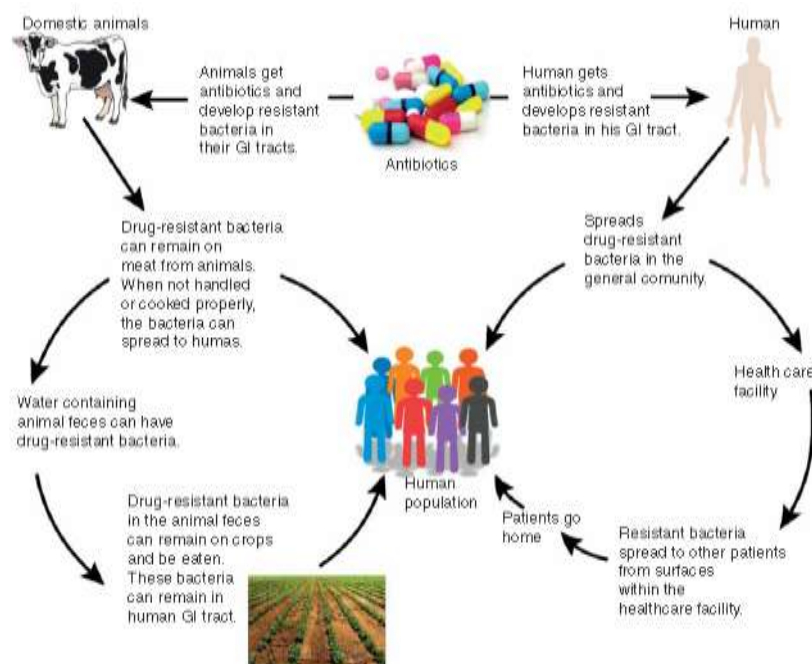 Domestic animals
Human
Animals get
antibiotics and
develop resistant
bacteria in
their GI tracts.
Antibiotics
Human gets
antibiotics and
develops resistant
bacteria in his GI tract.
Drug-resistant bacteria
can remain on
meat from animals.
When not handled
or cooked properly,
the bacteria can
spread to humas.
Spreads
drug-resistant
bacteria in the
general comunity.
Health care
facility
Water containing
animal feces can have
drug-resistant bacteria.
Human
population
Drug-resistant bacteria
in the animal feces
can remain on crops
and be eaten.
These bacteria
can remain in
human GI tract.
Patients go
home
Resistant bacteria
spread to other patients
from surfaces
within the
healthcare facility.